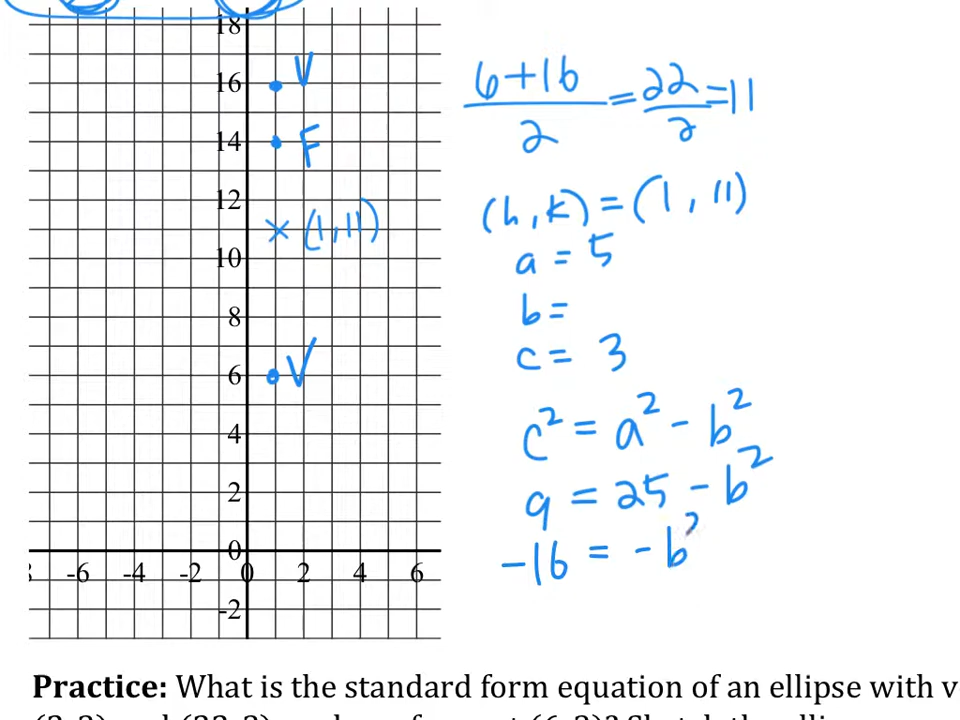 18
16
14
12
10
8
6
4
2
0
-6 -4 -2 0 2 4 6
-2
V
F
× (1, 11)
V
6+16/2 = 22/2 = 11
(h, k) = (1, 11)
a = 5
b =
c = 3
c² = a² - b²
9 = 25 - b²
-16 = -b²
Practice: What is the standard form equation of an ellipse with v